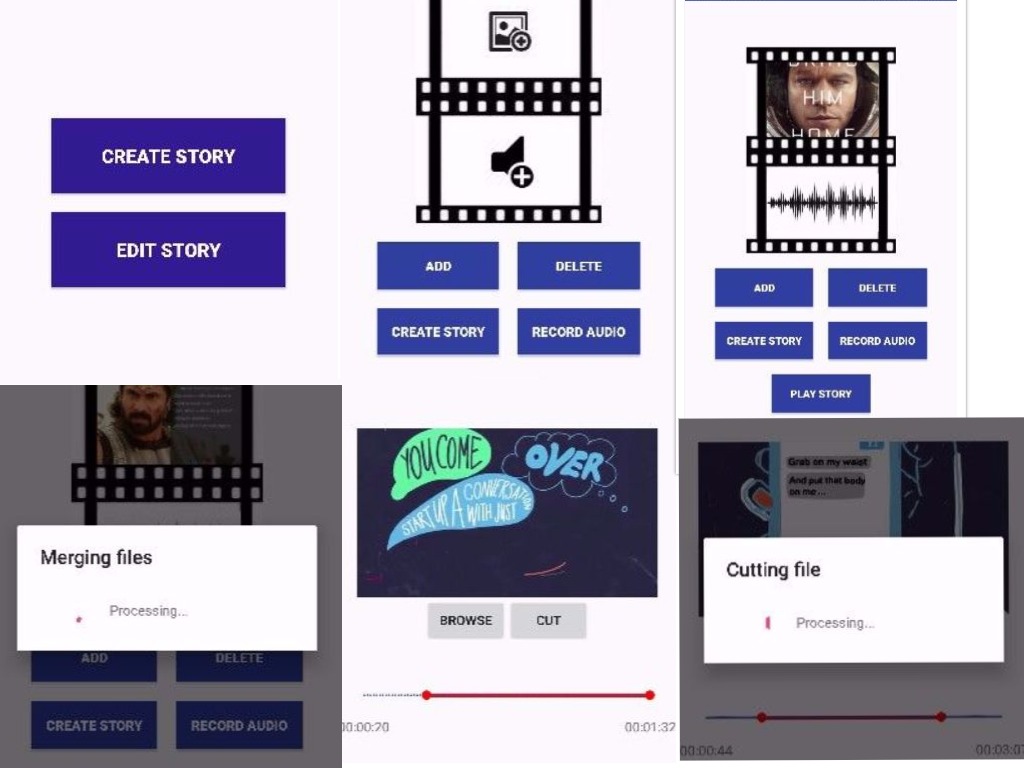 CREATE STORY
EDIT STORY
ADD
DELETE
CREATE STORY
RECORD AUDIO
HIM
HOME
ADD
DELETE
CREATE STORY
RECORD AUDIO
PLAY STORY
Merging files
Processing...
ADD
DELETE
CREATE STORY
RECORD AUDIO
YOU COME
OVER
START UP A CONVERSATION
WITH JUST
BROWSE
CUT
00:00:20
00:01:32
Grab on my waist
And put that body
on me...
Cutting file
Processing...
00:00:44
00:03:07